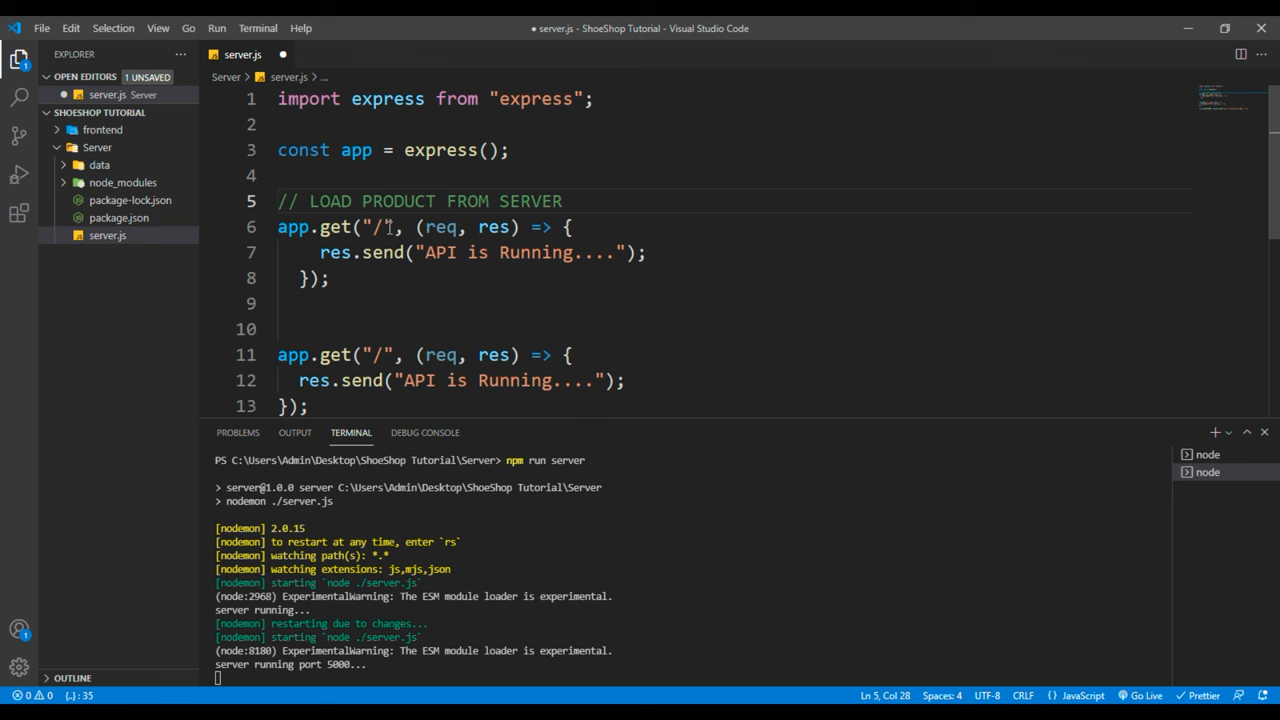 File Edit Selection View Go Run Terminal Help
● server.js - ShoeShop Tutorial - Visual Studio Code
EXPLORER
OPEN EDITORS 1 UNSAVED
server.js Server
SHOESHOP TUTORIAL
frontend
Server
data
node_modules
package-lock.json
package.json
server.js
OUTLINE
server.js
Server > server.js > ...
1 import express from "express";
2
3 const app = express();
4
5 // LOAD PRODUCT FROM SERVER
6 app.get("/", (req, res) => {
7 res.send("API is Running....");
8 });
9
10
11 app.get("/", (req, res) => {
12 res.send("API is Running....");
13 });
PROBLEMS OUTPUT TERMINAL DEBUG CONSOLE
PS C:\Users\Admin\Desktop\ShoeShop Tutorial\Server> npm run server
> server@1.0.0 server C:\Users\Admin\Desktop\ShoeShop Tutorial\Server
> nodemon ./server.js
[nodemon] 2.0.15
[nodemon] to restart at any time, enter `rs`
[nodemon] watching path(s): *.*
[nodemon] watching extensions: js,mjs,json
[nodemon] starting `node ./server.js`
(node:2968) ExperimentalWarning: The ESM module loader is experimental.
server running...
[nodemon] restarting due to changes...
[nodemon] starting `node ./server.js`
(node:8180) ExperimentalWarning: The ESM module loader is experimental.
server running port 5000...
node
node
1
1
0 0 {..}: 35
Ln 5, Col 28 Spaces: 4 UTF-8 CRLF {} JavaScript Go Live Prettier